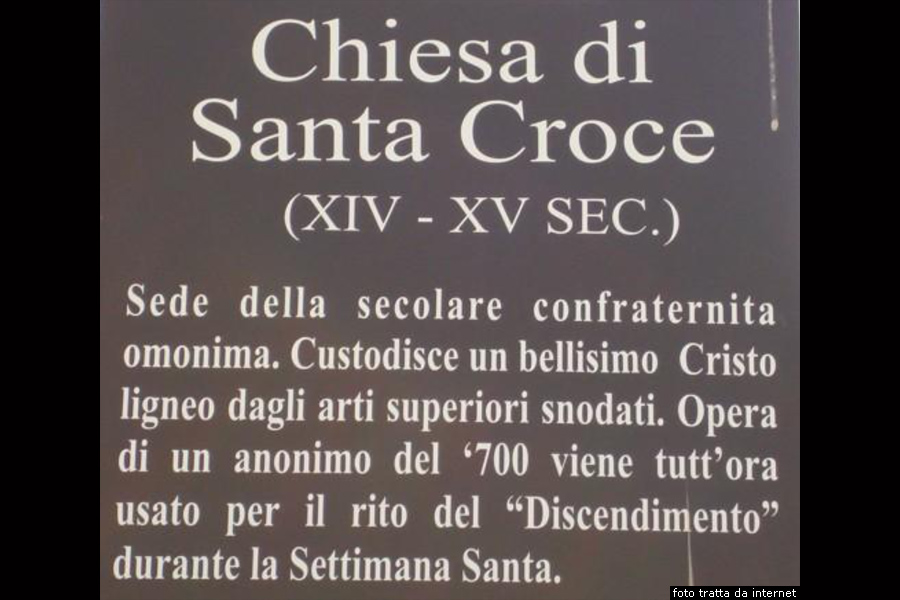 Chiesa di
Santa Croce
(XIV - XV SEC.)
Sede della secolare confraternita
omonima. Custodisce un bellisimo Cristo
ligneo dagli arti superiori snodati. Opera
di un anonimo del ‘700 viene tutt’ora
usato per il rito del “Discendimento”
durante la Settimana Santa.
foto tratta da internet